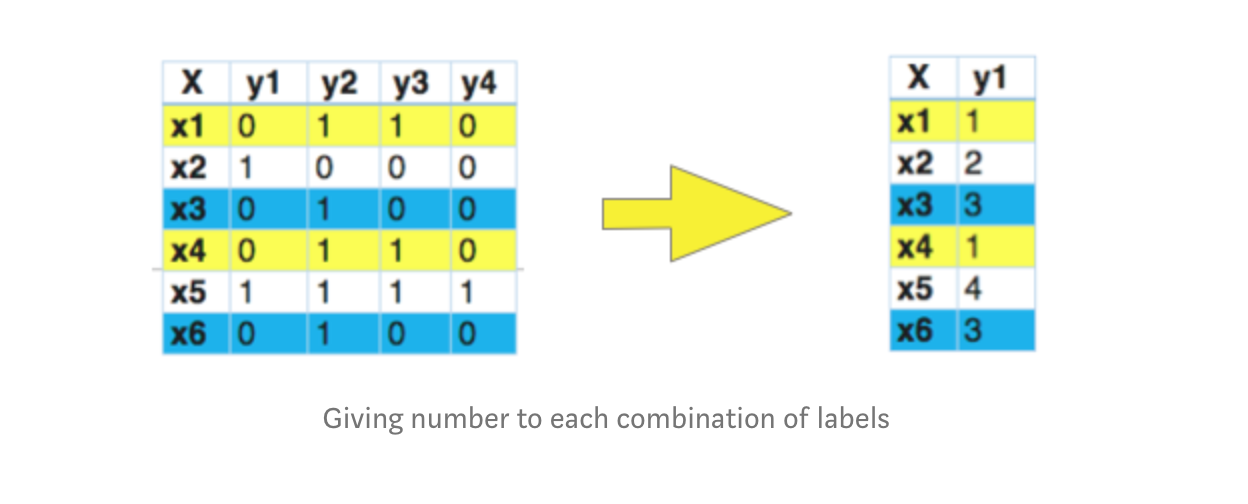 X y1 y2 y3 y4
x1 0 1 1 0
x2 1 0 0 0
x3 0 1 0 0
x4 0 1 1 0
x5 1 1 1 1
x6 0 1 0 0
X y1
x1 1
x2 2
x3 3
x4 1
x5 4
x6 3
Giving number to each combination of labels